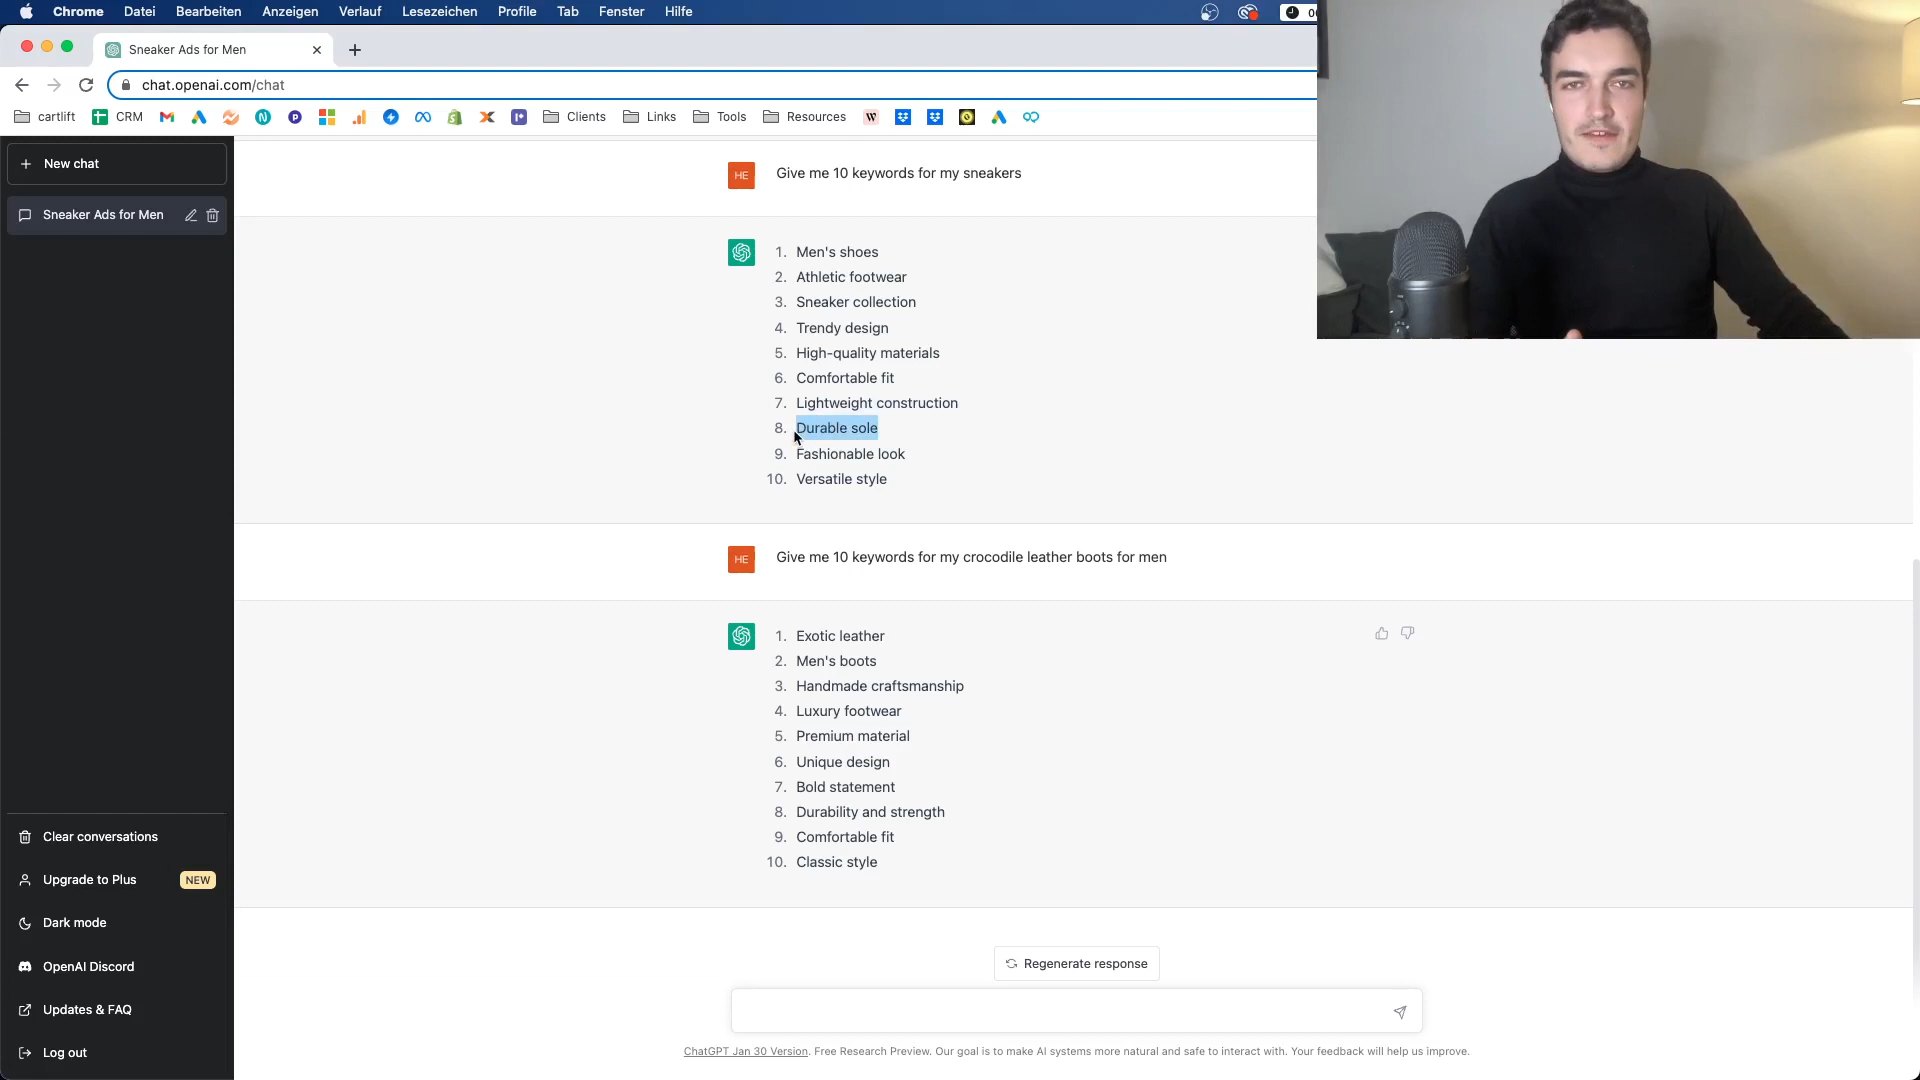 Chrome Datei Bearbeiten Anzeigen Verlauf Lesezeichen Profile Tab Fenster Hilfe
Sneaker Ads for Men
chat.openai.com/chat
cartlift CRM Clients Links Tools Resources
New chat
Sneaker Ads for Men
HE Give me 10 keywords for my sneakers
1. Men's shoes
2. Athletic footwear
3. Sneaker collection
4. Trendy design
5. High-quality materials
6. Comfortable fit
7. Lightweight construction
8. Durable sole
9. Fashionable look
10. Versatile style
HE Give me 10 keywords for my crocodile leather boots for men
1. Exotic leather
2. Men's boots
3. Handmade craftsmanship
4. Luxury footwear
5. Premium material
6. Unique design
7. Bold statement
8. Durability and strength
9. Comfortable fit
10. Classic style
Clear conversations
Upgrade to Plus NEW
Dark mode
OpenAI Discord
Updates & FAQ
Log out
Regenerate response
ChatGPT Jan 30 Version. Free Research Preview. Our goal is to make AI systems more natural and safe to interact with. Your feedback will help us improve.